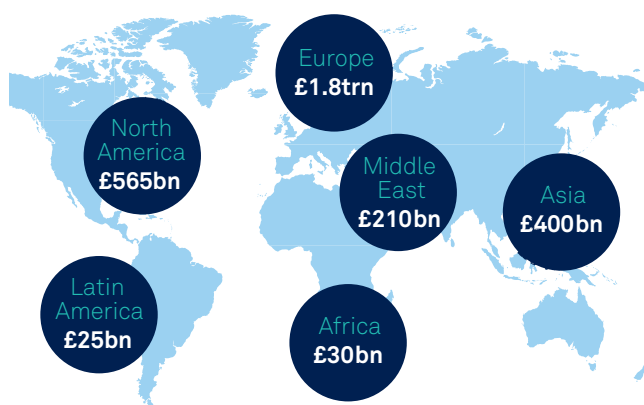 Europe
£1.8trn
North
America
£565bn
Middle
East
£210bn
Asia
£400bn
Latin
America
£25bn
Africa
£30bn